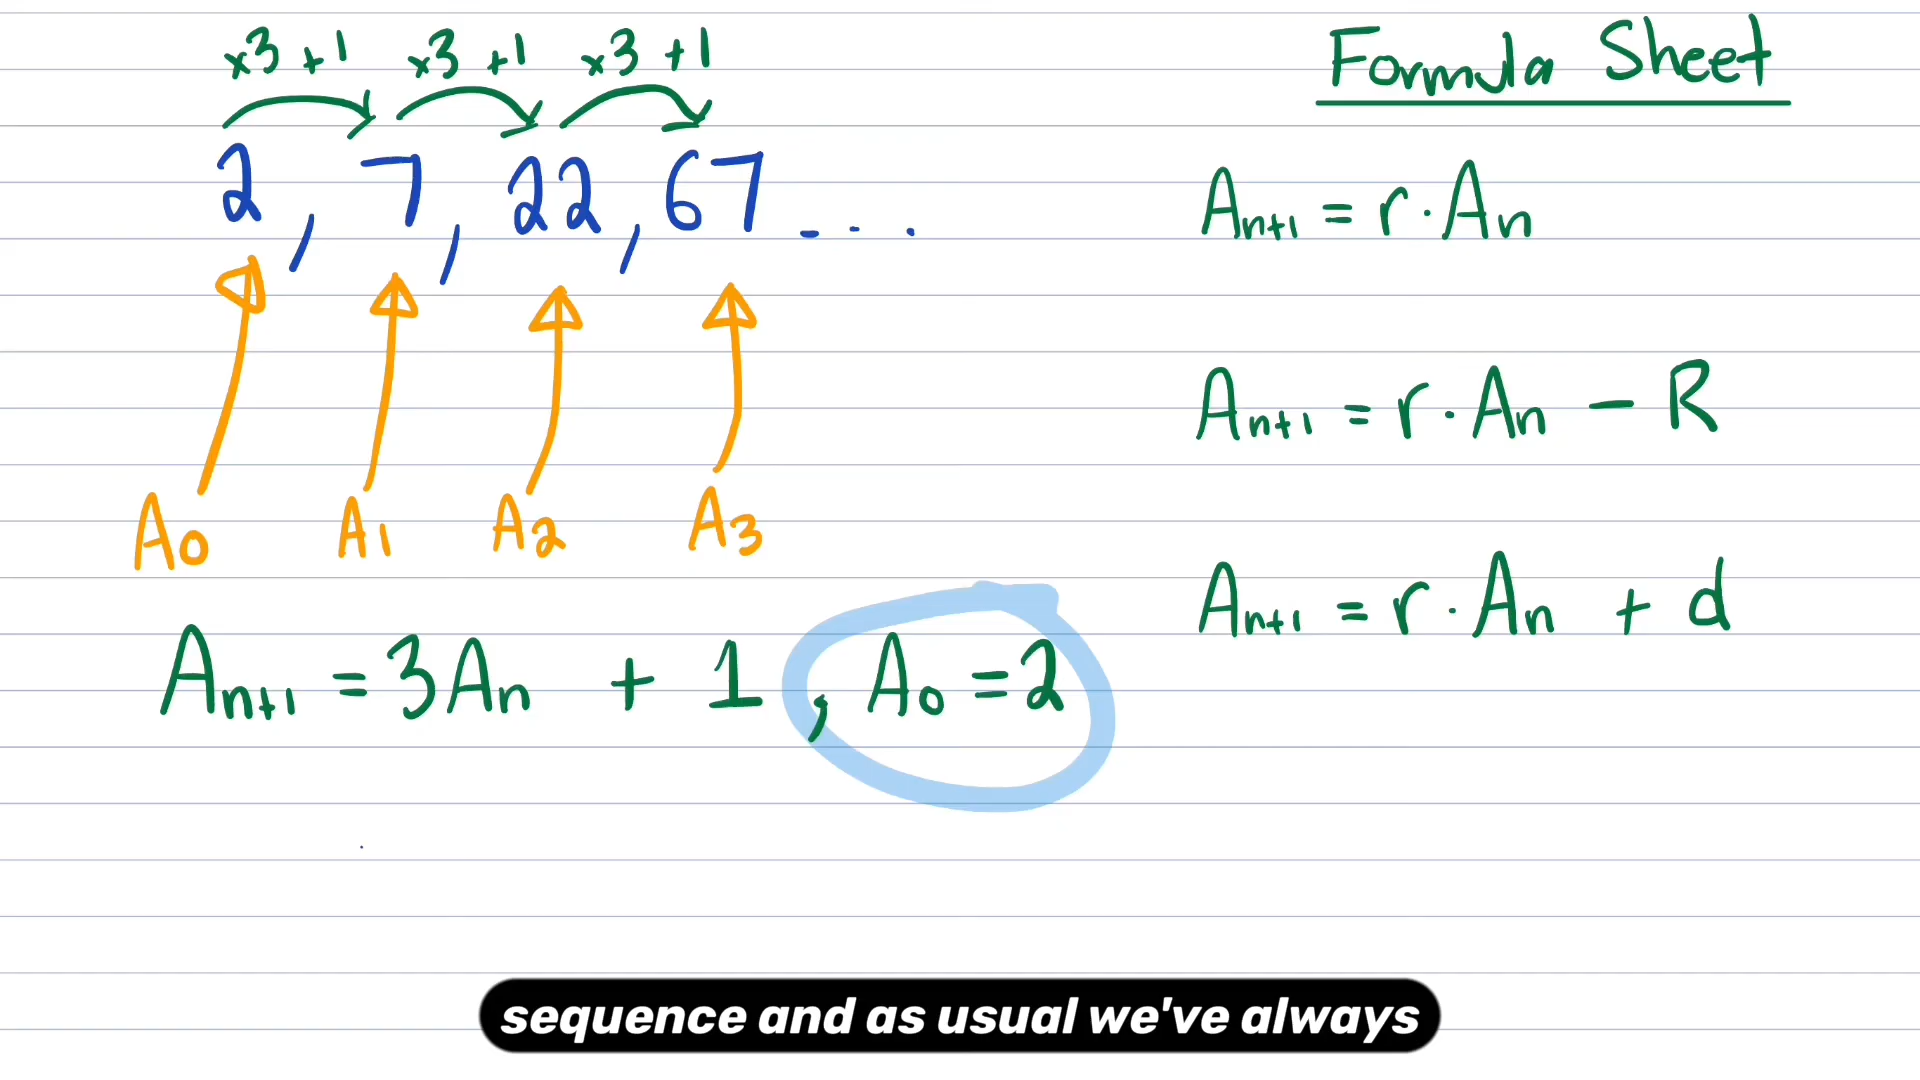 x3 +1 x3 +1 x3 +1
2, 7, 22, 67 ...
A0 A1 A2 A3
An+1 = 3An + 1, A0 = 2
Formula Sheet
An+1 = r·An
An+1 = r·An − R
An+1 = r·An + d
sequence and as usual we've always